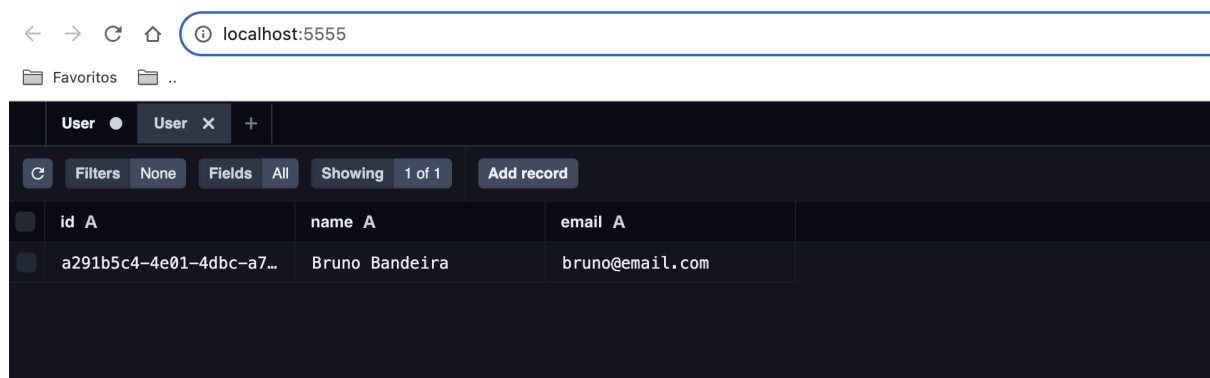 localhost:5555
Favoritos ..
User User
Filters None Fields All Showing 1 of 1 Add record
id A name A email A
a291b5c4-4e01-4dbc-a7… Bruno Bandeira bruno@email.com